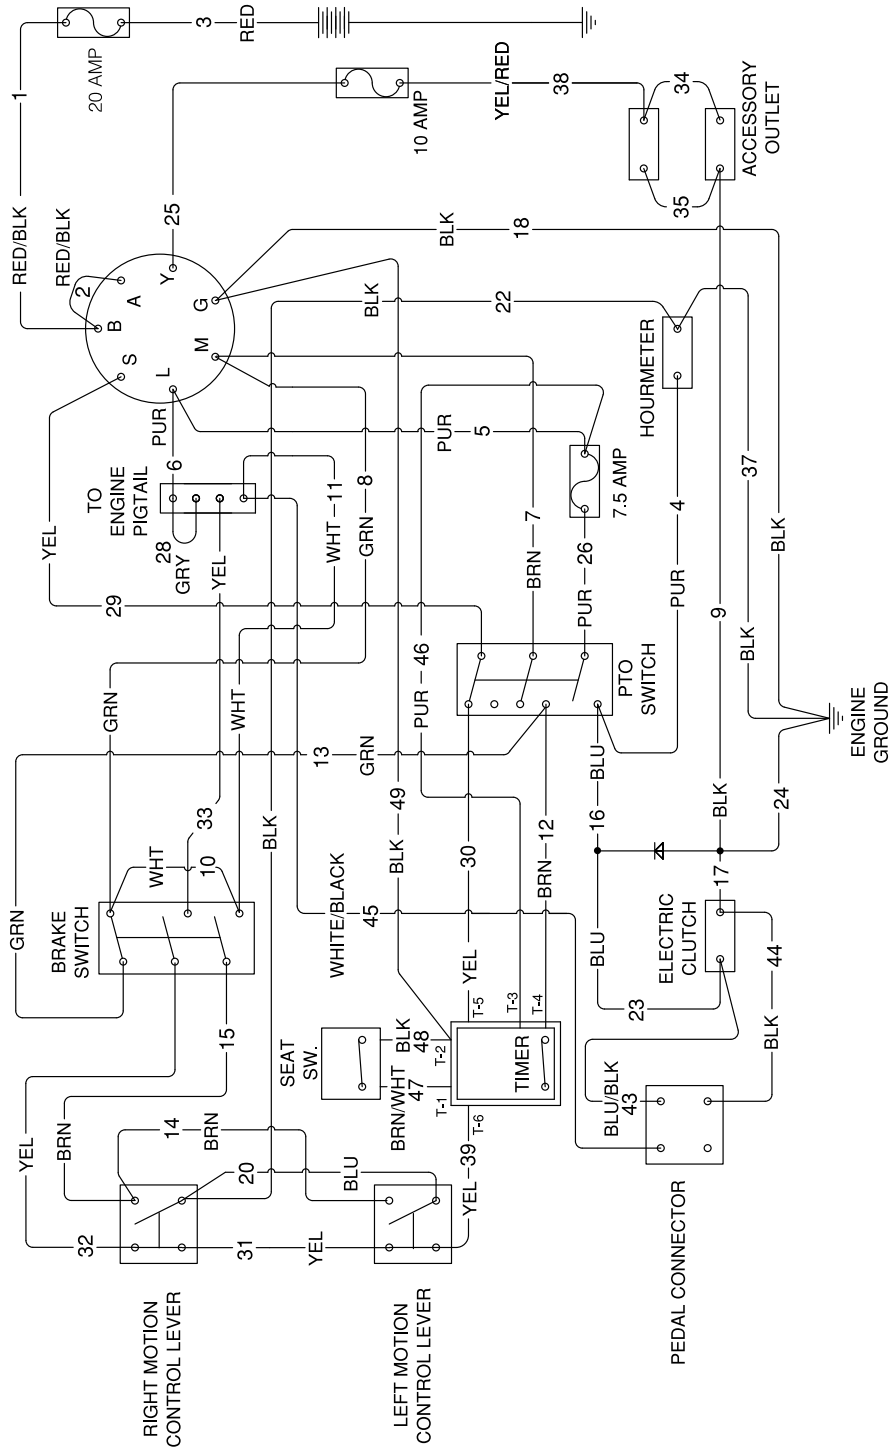 1
20 AMP
3
RED
RED/BLK
RED/BLK
2
25
10 AMP
YEL/RED
38
34
35
ACCESSORY
OUTLET
B
A
Y
G
M
L
S
BLK
18
BLK
22
HOURMETER
PUR
6
TO
ENGINE
PIGTAIL
28
GRY
YEL
YEL
29
WHT
11
GRN
8
PUR
5
7.5 AMP
BRN
7
PUR
26
PUR
4
37
BLK
9
BLK
BLK
24
ENGINE
GROUND
GRN
WHT
13
GRN
PUR
46
PTO
SWITCH
BLU
16
BLK
49
30
BRN
12
BLK
17
33
BLK
WHT
10
GRN
BRAKE
SWITCH
WHITE/BLACK
45
YEL
BLU
ELECTRIC
CLUTCH
23
44
BLK
15
SEAT
SW.
BLK
48
BRN/WHT
47
T-5
T-3
T-4
T-2
T-1
T-6
TIMER
BLU/BLK
43
YEL
BRN
14
BRN
20
BLU
YEL
39
32
31
YEL
PEDAL CONNECTOR
RIGHT MOTION
CONTROL LEVER
LEFT MOTION
CONTROL LEVER